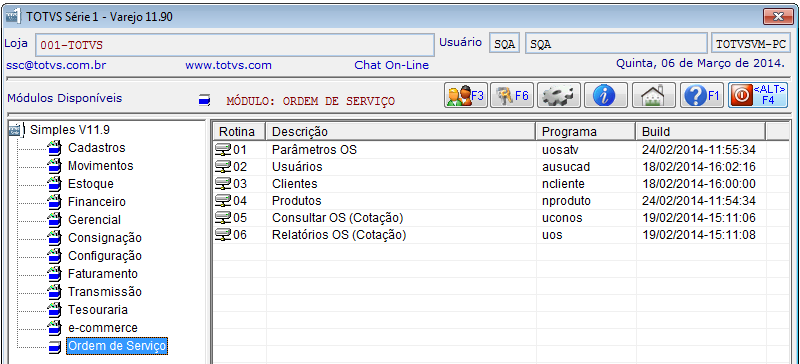 TOTVS Série 1 - Varejo 11.90
Loja 001-TOTVS Usuário SQA SQA TOTVSVM-PC
ssc@totvs.com.br www.totvs.com Chat On-Line Quinta, 06 de Março de 2014.
Módulos Disponíveis MÓDULO: ORDEM DE SERVIÇO F3 F6 F1 <ALT> F4
Simples V11.9
Cadastros
Movimentos
Estoque
Financeiro
Gerencial
Consignação
Configuração
Faturamento
Transmissão
Tesouraria
e-commerce
Ordem de Serviço
Rotina Descrição Programa Build
01 Parâmetros OS uosatv 24/02/2014-11:55:34
02 Usuários ausucad 18/02/2014-16:02:16
03 Clientes ncliente 18/02/2014-16:00:00
04 Produtos nproduto 24/02/2014-11:54:34
05 Consultar OS (Cotação) uconos 19/02/2014-15:11:06
06 Relatórios OS (Cotação) uos 19/02/2014-15:11:08